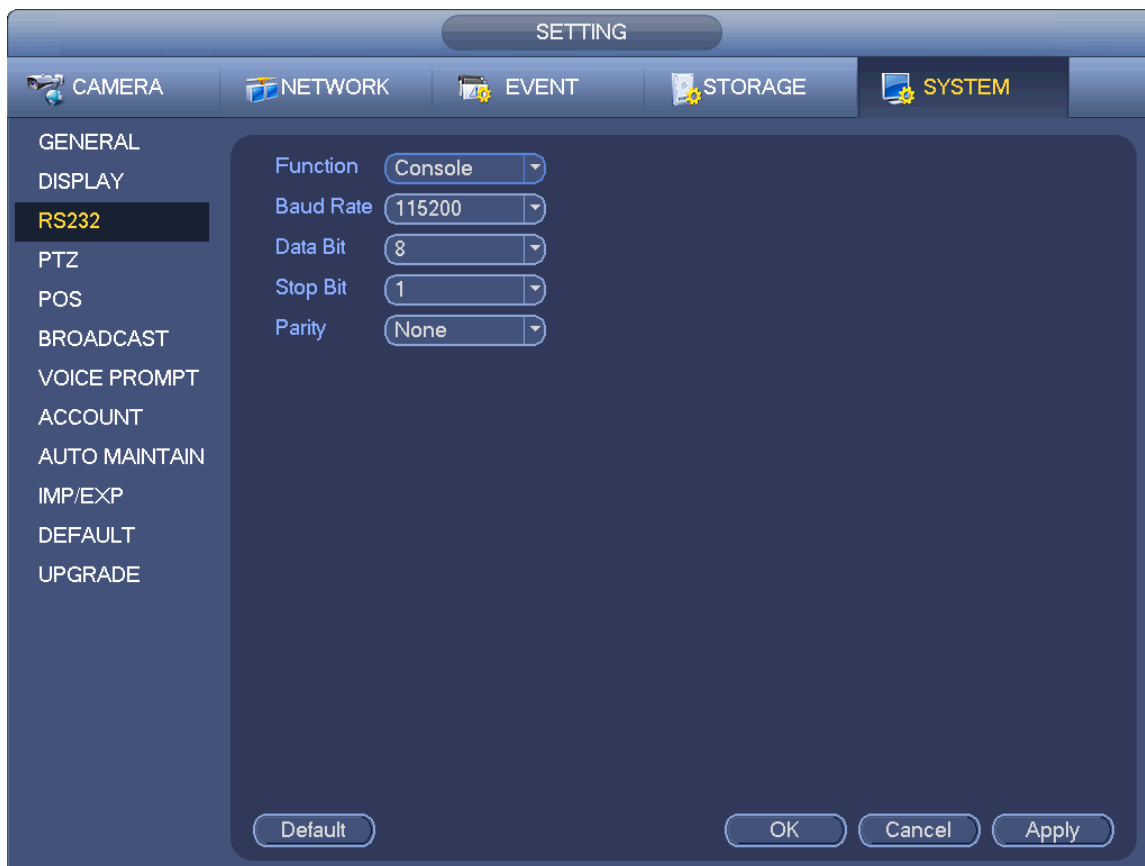 SETTING
CAMERA NETWORK EVENT STORAGE SYSTEM
GENERAL
DISPLAY
RS232
PTZ
POS
BROADCAST
VOICE PROMPT
ACCOUNT
AUTO MAINTAIN
IMP/EXP
DEFAULT
UPGRADE
Function Console
Baud Rate 115200
Data Bit 8
Stop Bit 1
Parity None
Default OK Cancel Apply